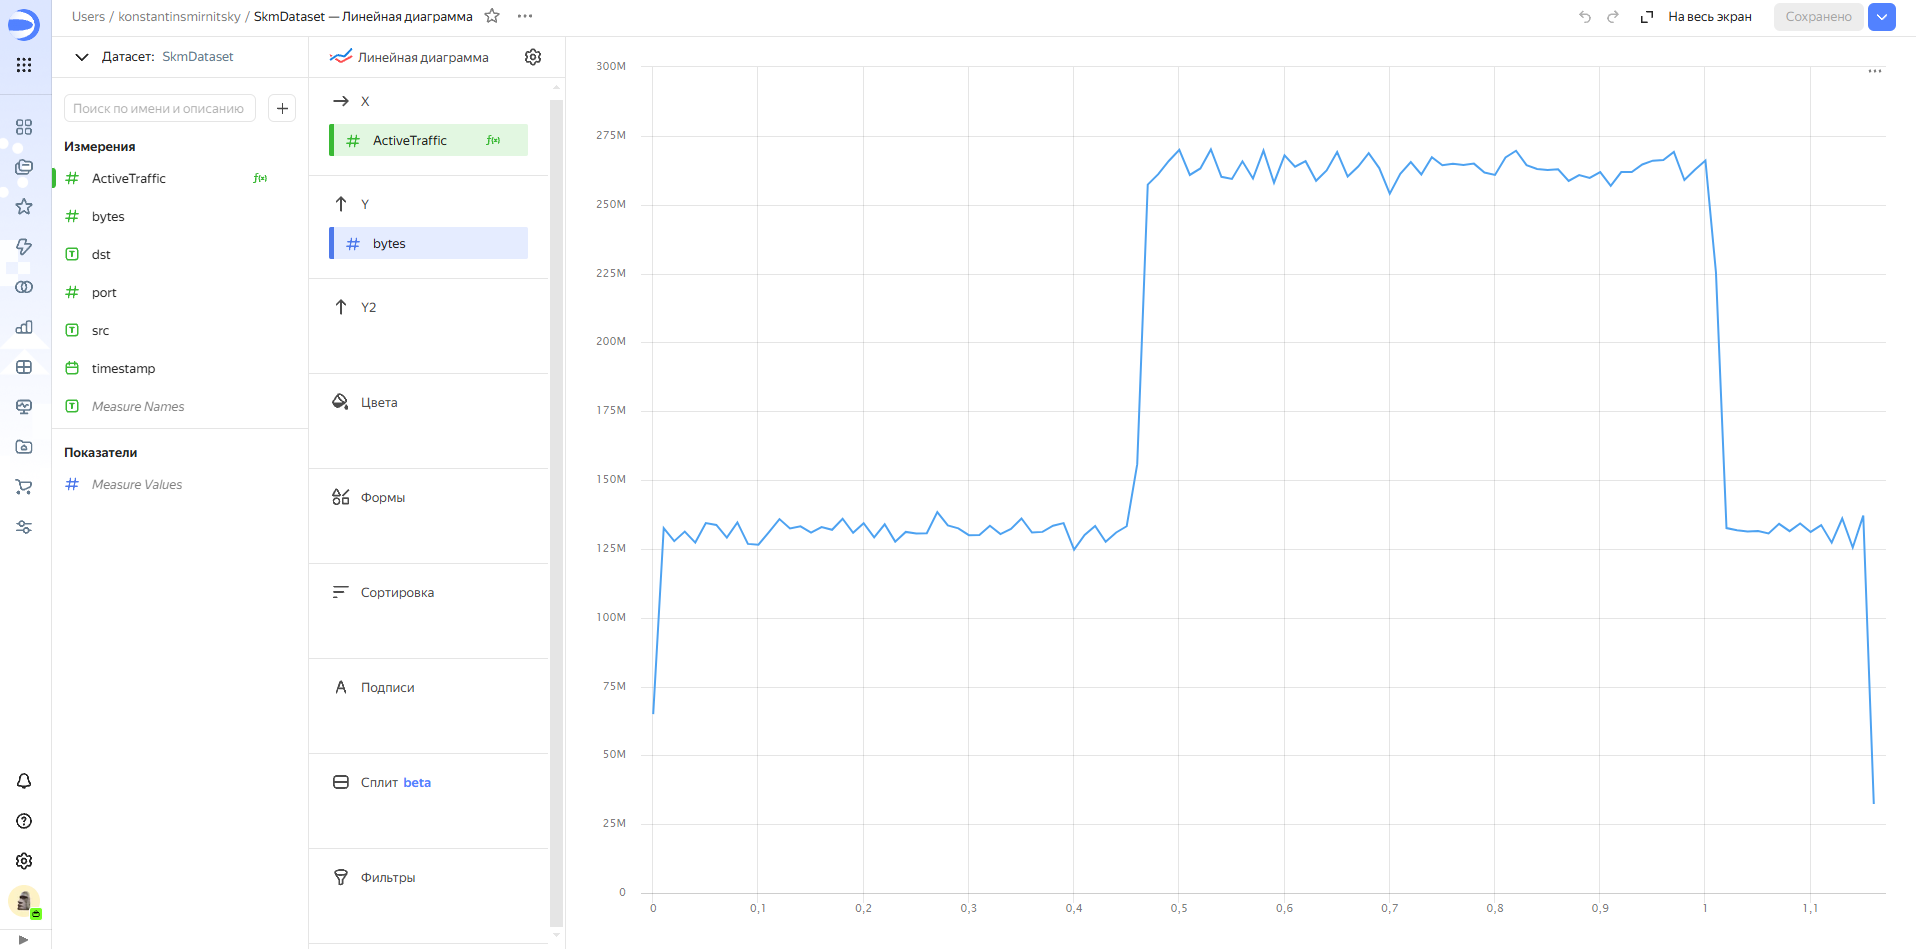 Users / konstantinsmirnitsky / SkmDataset — Линейная диаграмма
На весь экран
Сохранено
Датасет: SkmDataset
Поиск по имени и описанию
Измерения
ActiveTraffic
f(x)
bytes
dst
port
src
timestamp
Measure Names
Показатели
Measure Values
Линейная диаграмма
X
ActiveTraffic
f(x)
Y
bytes
Y2
Цвета
Формы
Сортировка
Подписи
Сплит beta
Фильтры
300M
275M
250M
225M
200M
175M
150M
125M
100M
75M
50M
25M
0
0 0,1 0,2 0,3 0,4 0,5 0,6 0,7 0,8 0,9 1 1,1